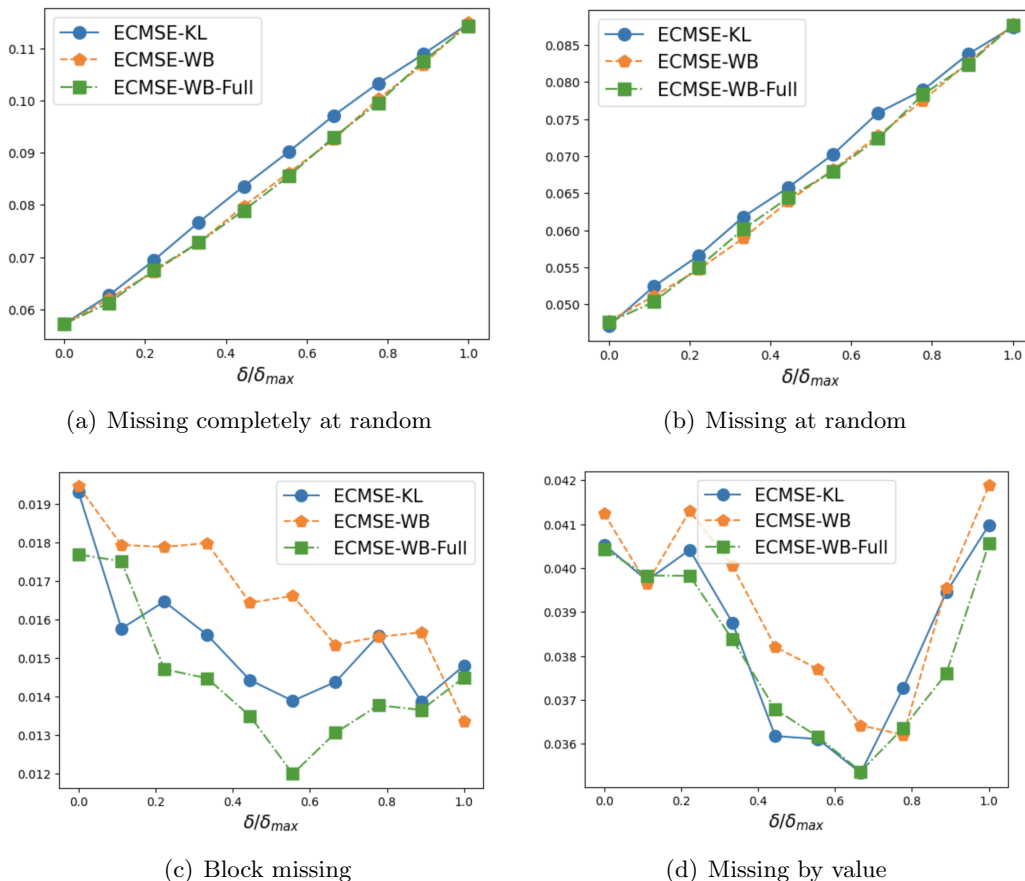 ECMSE-KL
ECMSE-WB
ECMSE-WB-Full
0.11
0.10
0.09
0.08
0.07
0.06
0.0 0.2 0.4 0.6 0.8 1.0
δ/δmax
(a) Missing completely at random
ECMSE-KL
ECMSE-WB
ECMSE-WB-Full
0.085
0.080
0.075
0.070
0.065
0.060
0.055
0.050
0.0 0.2 0.4 0.6 0.8 1.0
δ/δmax
(b) Missing at random
ECMSE-KL
ECMSE-WB
ECMSE-WB-Full
0.019
0.018
0.017
0.016
0.015
0.014
0.013
0.012
0.0 0.2 0.4 0.6 0.8 1.0
δ/δmax
(c) Block missing
ECMSE-KL
ECMSE-WB
ECMSE-WB-Full
0.042
0.041
0.040
0.039
0.038
0.037
0.036
0.0 0.2 0.4 0.6 0.8 1.0
δ/δmax
(d) Missing by value